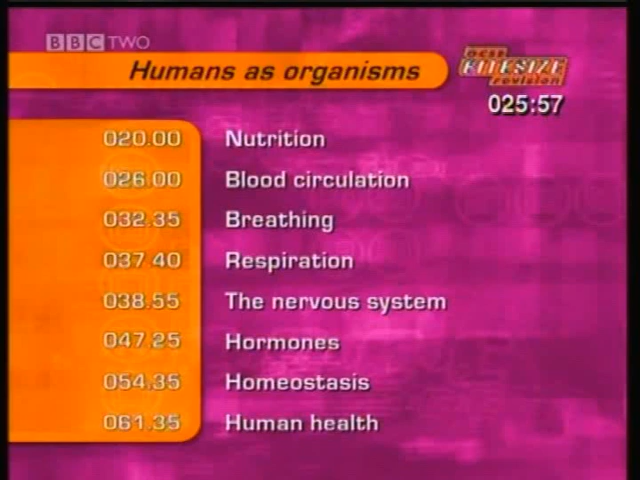 BBC TWO
Humans as organisms
GCSE
BITESIZE
revision
025:57
020.00 Nutrition
026.00 Blood circulation
032.35 Breathing
037.40 Respiration
038.55 The nervous system
047.25 Hormones
054.35 Homeostasis
061.35 Human health